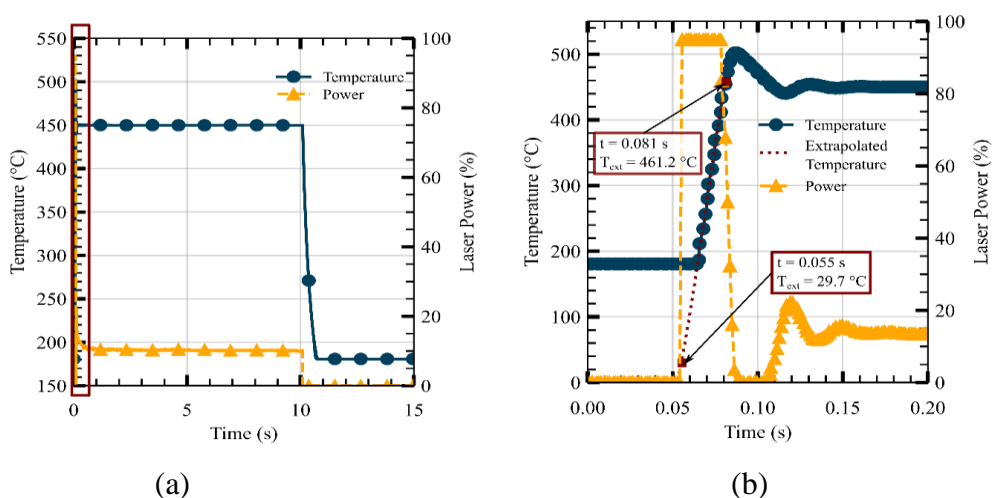 550
500
450
400
350
300
250
200
150
Temperature (°C)
100
80
60
40
20
0
Laser Power (%)
Temperature
Power
0
5
10
15
Time (s)
(a)
500
400
300
200
100
0
Temperature (°C)
100
80
60
40
20
0
Laser Power (%)
t = 0.081 s
T_ext = 461.2 °C
Temperature
Extrapolated
Temperature
Power
t = 0.055 s
T_ext = 29.7 °C
0.00
0.05
0.10
0.15
0.20
Time (s)
(b)